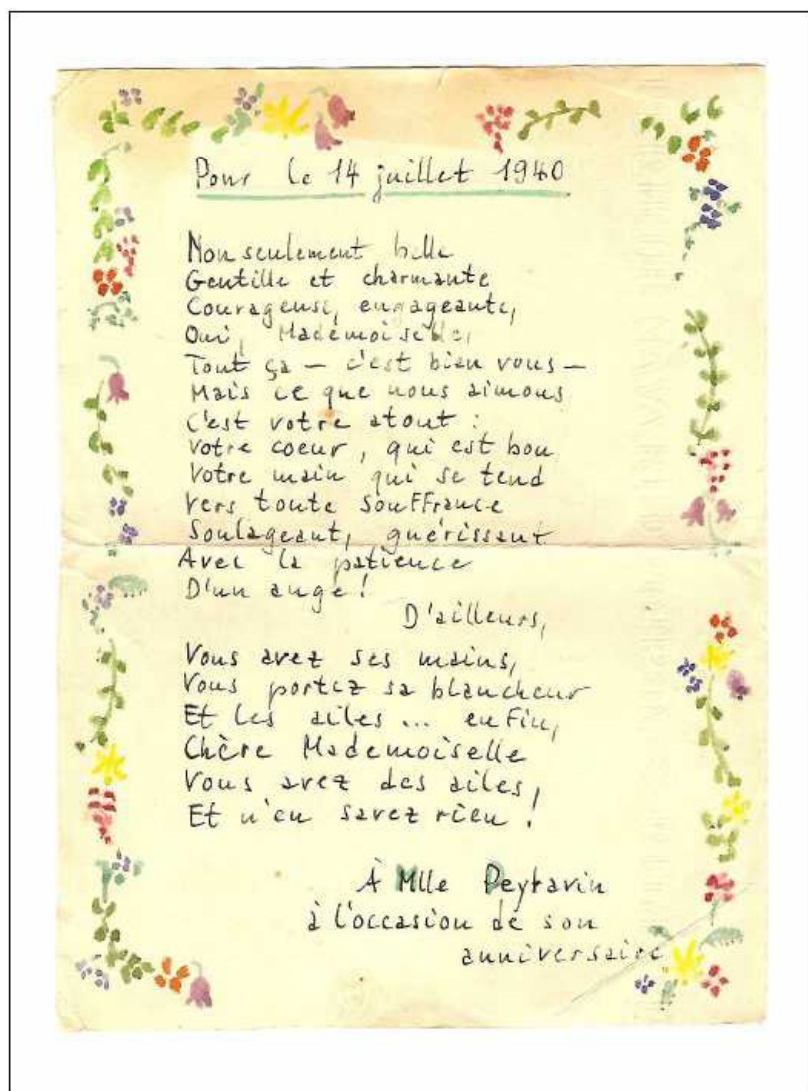 Pour le 14 juillet 1940
Non seulement belle
Gentille et charmante
Courageuse, engageante,
Oui, Mademoiselle,
Tout ça — c'est bien vous —
Mais ce que nous aimons
C'est votre atout :
Votre coeur, qui est bon
Votre main qui se tend
Vers toute souffrance
Soulageant, guérissant
Avec la patience
D'un ange !
D'ailleurs,
Vous avez ses mains,
Vous portez sa blancheur
Et les ailes ... enfin,
Chère Mademoiselle
Vous avez des ailes,
Et n'en savez rien !
À Mlle Peytavin
à l'occasion de son
anniversaire